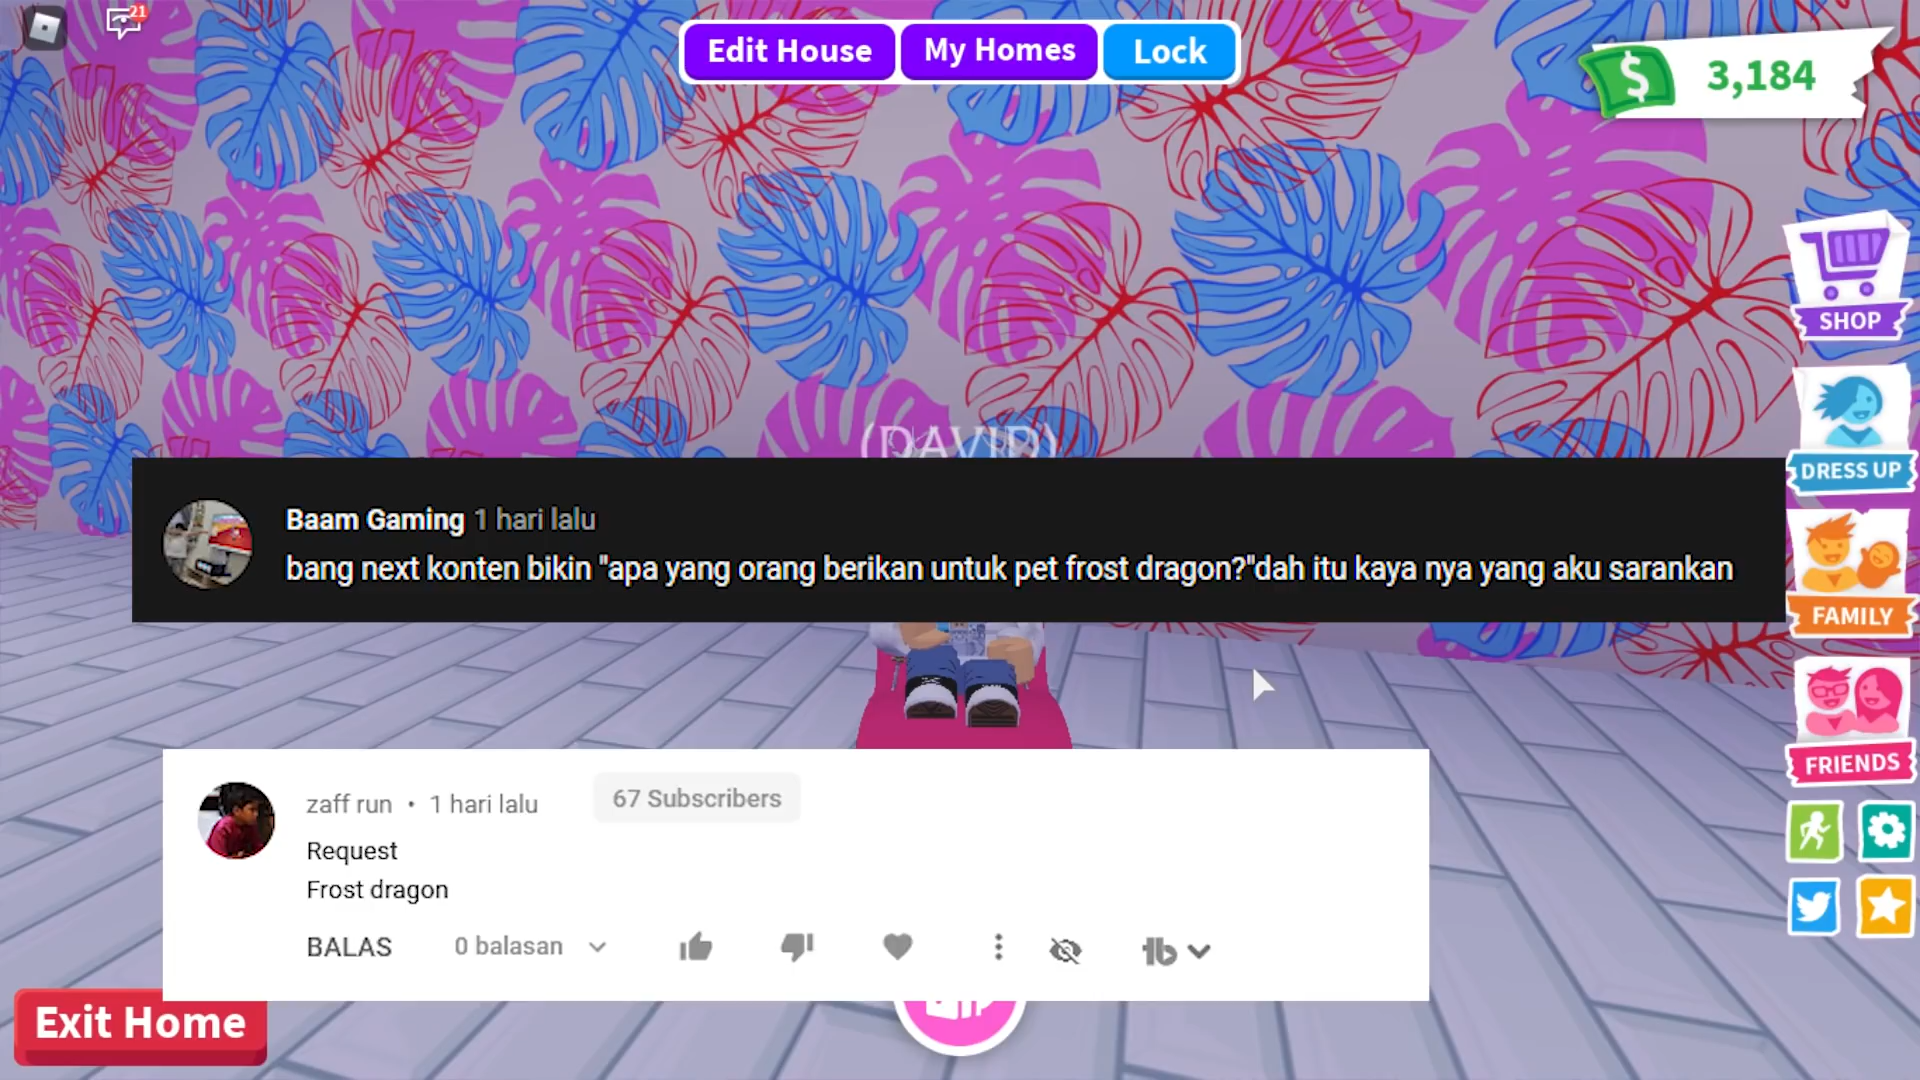 21
Edit House
My Homes
Lock
3,184
SHOP
(DAVID)
DRESS UP
Baam Gaming 1 hari lalu
bang next konten bikin "apa yang orang berikan untuk pet frost dragon?"dah itu kaya nya yang aku sarankan
FAMILY
FRIENDS
zaff run • 1 hari lalu
67 Subscribers
Request
Frost dragon
BALAS
0 balasan
Exit Home